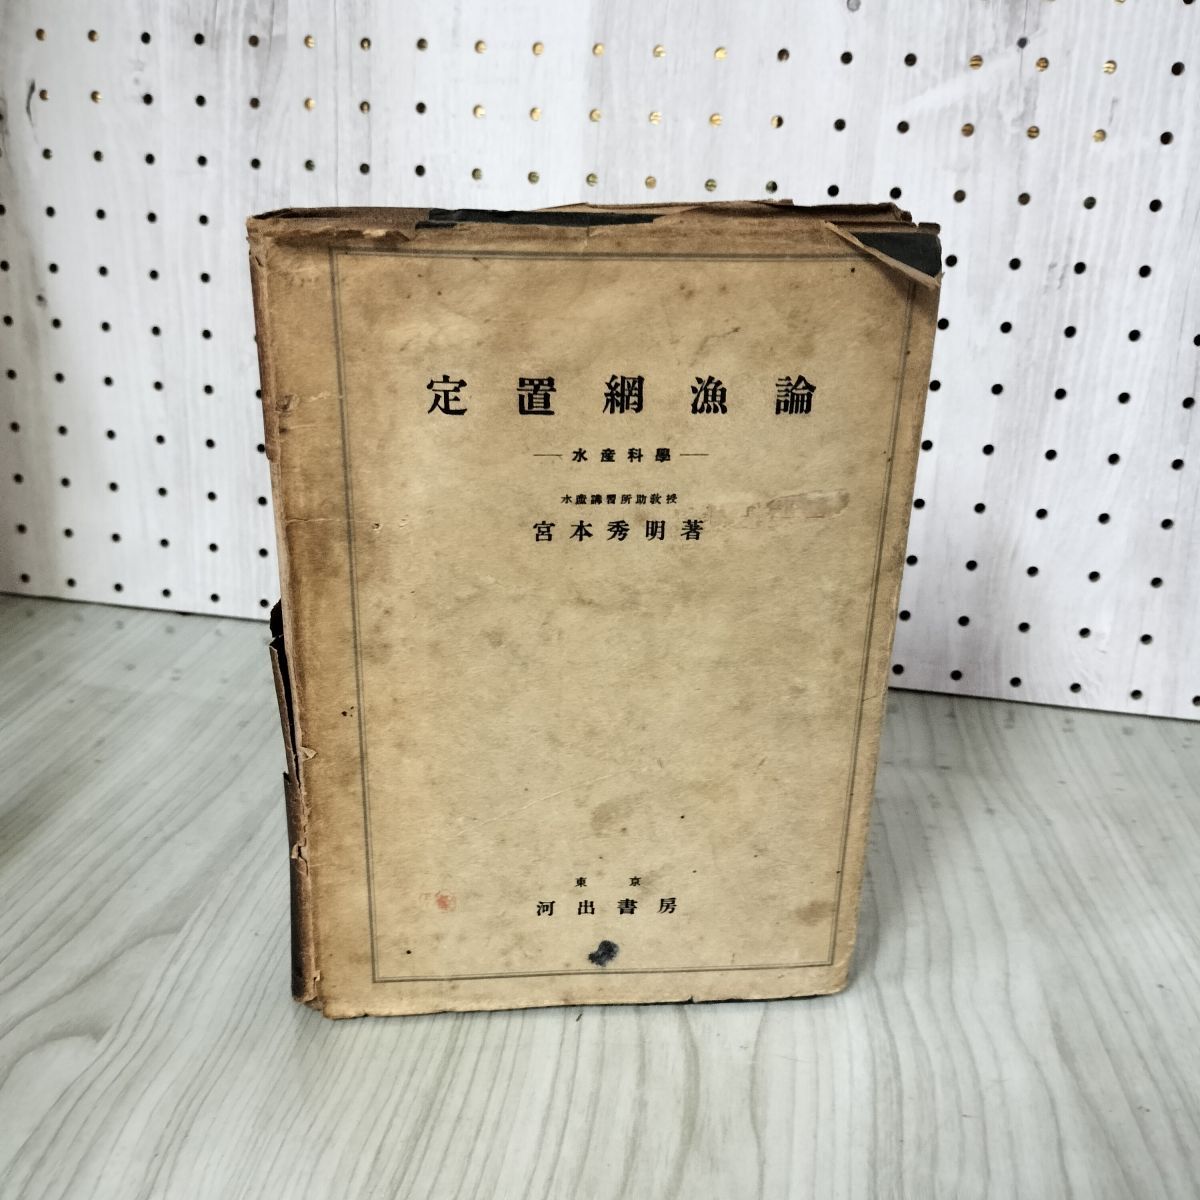 定置網漁論
水産科學
水產講習所助教授
宮本秀明著
東京
河出書房